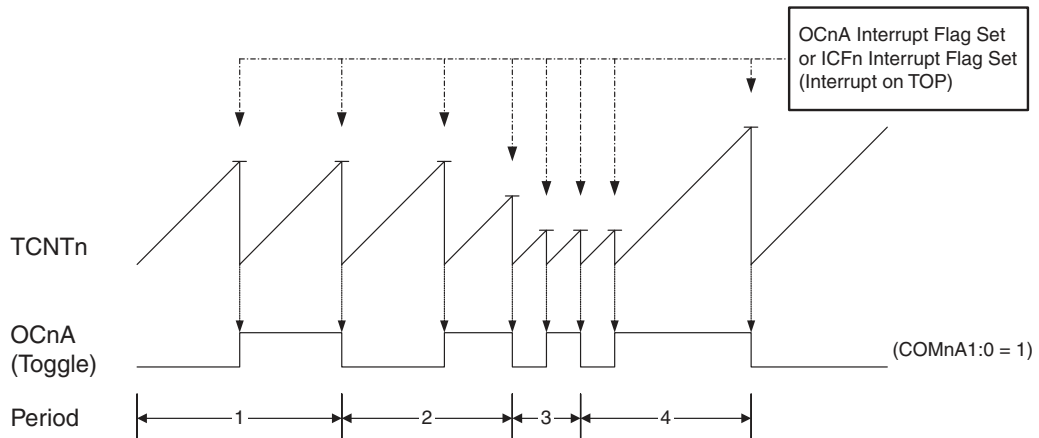 OCnA Interrupt Flag Set
or ICFn Interrupt Flag Set
(Interrupt on TOP)
TCNTn
OCnA
(Toggle)
(COMnA1:0 = 1)
Period
1
2
3
4